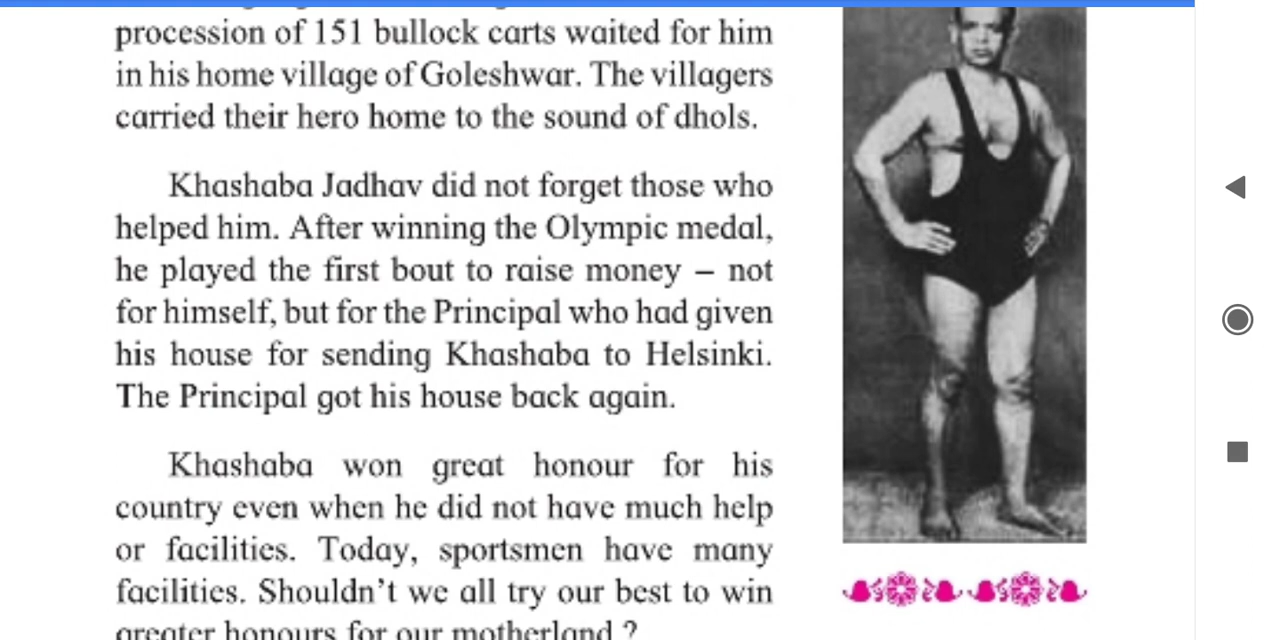 procession of 151 bullock carts waited for him
in his home village of Goleshwar. The villagers
carried their hero home to the sound of dhols.
Khashaba Jadhav did not forget those who
helped him. After winning the Olympic medal,
he played the first bout to raise money – not
for himself, but for the Principal who had given
his house for sending Khashaba to Helsinki.
The Principal got his house back again.
Khashaba won great honour for his
country even when he did not have much help
or facilities. Today, sportsmen have many
facilities. Shouldn't we all try our best to win
greater honours for our motherland ?